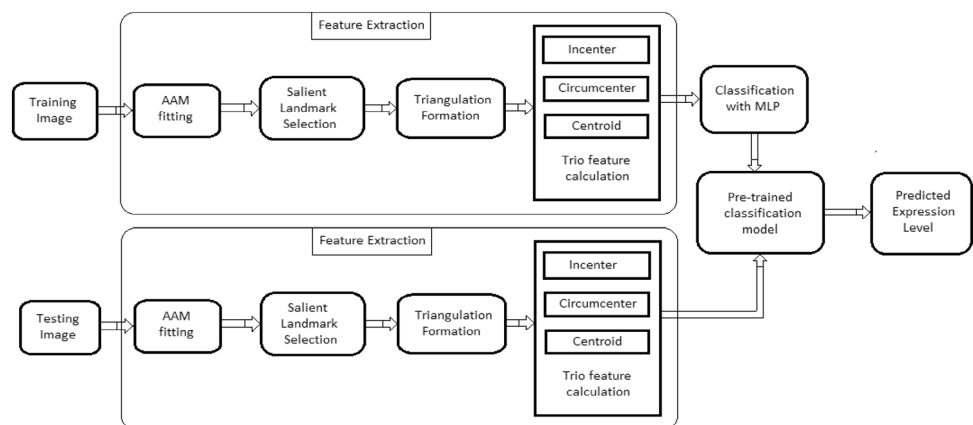 Feature Extraction
Training
Image
AAM
fitting
Salient
Landmark
Selection
Triangulation
Formation
Incenter
Circumcenter
Centroid
Trio feature
calculation
Classification
with MLP
Pre-trained
classification
model
Predicted
Expression
Level
Feature Extraction
Testing
Image
AAM
fitting
Salient
Landmark
Selection
Triangulation
Formation
Incenter
Circumcenter
Centroid
Trio feature
calculation